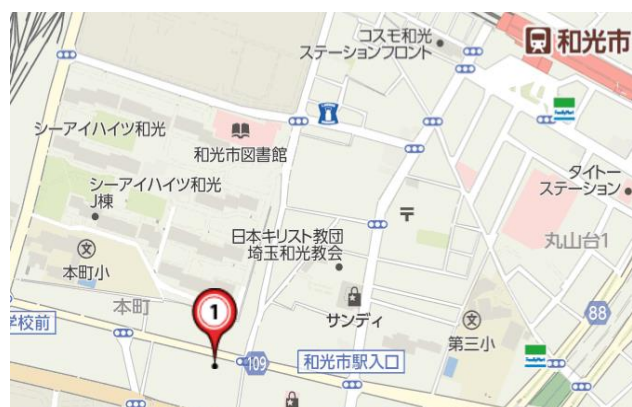 コスモ和光
ステーションフロント
和光市
シーアイハイツ和光
和光市図書館
シーアイハイツ和光
J棟
タイトー
ステーション
日本キリスト教団
埼玉和光教会
丸山台1
本町小
本町
1
サンディ
88
学校前
第三小
109
和光市駅入口